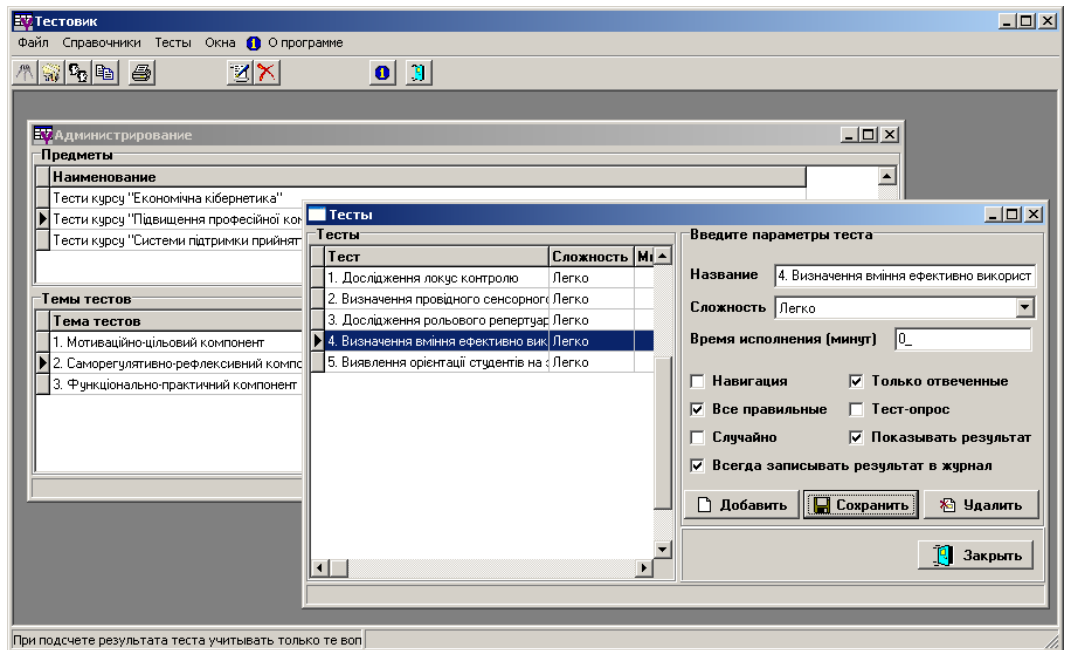 Тестовик
Файл Справочники Тесты Окна О программе
Администрирование
Предметы
Наименование
Тести курсу "Економічна кібернетика"
Тести курсу "Підвищення професійної ком
Тести курсу "Системи підтримки прийнят
Темы тестов
Тема тестов
1. Мотиваційно-цільовий компонент
2. Саморегулятивно-рефлексивний компо
3. Функціонально-практичний компонент
Тесты
Тесты
Тест Сложность Ми
1. Дослідження локус контролю Легко
2. Визначення провідного сенсорног Легко
3. Дослідження рольового репертуар Легко
4. Визначення вміння ефективно вик Легко
5. Виявлення орієнтації студентів на Легко
Введите параметры теста
Название 4. Визначення вміння ефективно використ
Сложность Легко
Время исполнения (минут) 0_
Навигация Только отвеченные
Все правильные Тест-опрос
Случайно Показывать результат
Всегда записывать результат в журнал
Добавить Сохранить Удалить
Закрыть
При подсчете результата теста учитывать только те воп